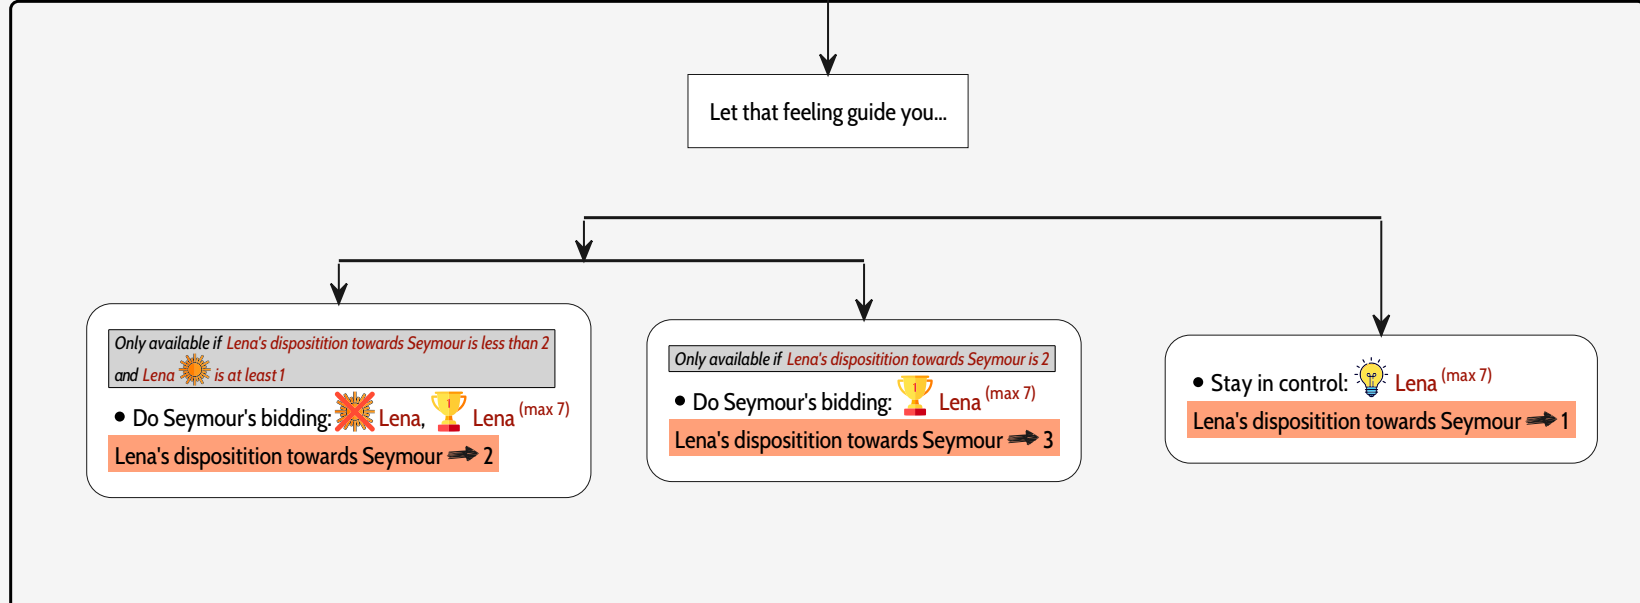 Let that feeling guide you...
Only available if Lena's disposition towards Seymour is less than 2
and Lena is at least 1
• Do Seymour's bidding: Lena, 1 Lena (max 7)
Lena's dispositition towards Seymour 2
Only available if Lena's dispositition towards Seymour is 2
• Do Seymour's bidding: 1 Lena (max 7)
Lena's dispositition towards Seymour 3
• Stay in control: Lena (max 7)
Lena's dispositition towards Seymour 1